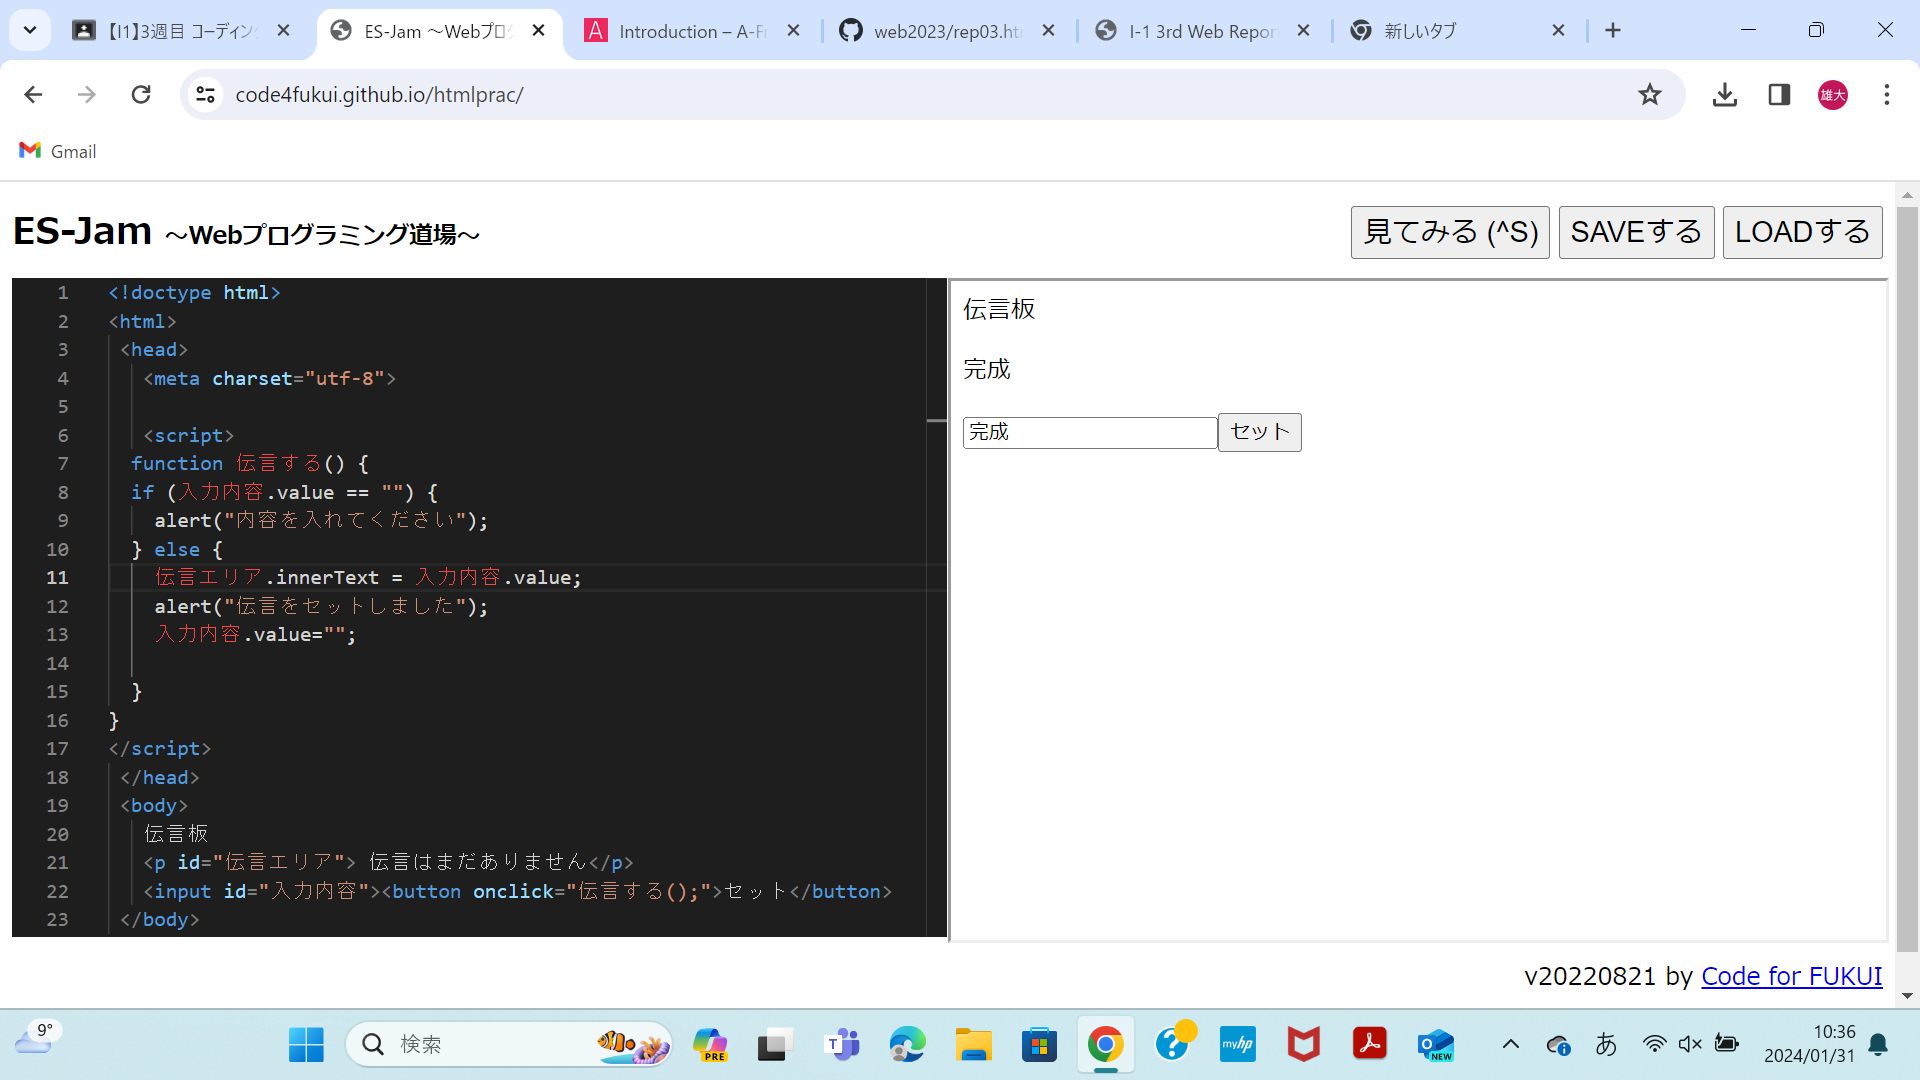 【I1】3週目 コーディン
ES-Jam ～Webプロ
Introduction – A-Fr
web2023/rep03.ht
I-1 3rd Web Repor
新しいタブ
code4fukui.github.io/htmlprac/
雄大
Gmail
ES-Jam ～Webプログラミング道場～
見てみる (^S)
SAVEする
LOADする
1 <!doctype html>
2 <html>
3 <head>
4 <meta charset="utf-8">
5
6 <script>
7 function 伝言する() {
8 if (入力内容.value == "") {
9 alert("内容を入れてください");
10 } else {
11 伝言エリア.innerText = 入力内容.value;
12 alert("伝言をセットしました");
13 入力内容.value="";
14
15 }
16 }
17 </script>
18 </head>
19 <body>
20 伝言板
21 <p id="伝言エリア"> 伝言はまだありません</p>
22 <input id="入力内容"><button onclick="伝言する();">セット</button>
23 </body>
伝言板
完成
完成
セット
v20220821 by Code for FUKUI
9°
検索
PRE
T
myhp
NEW
あ
10:36
2024/01/31